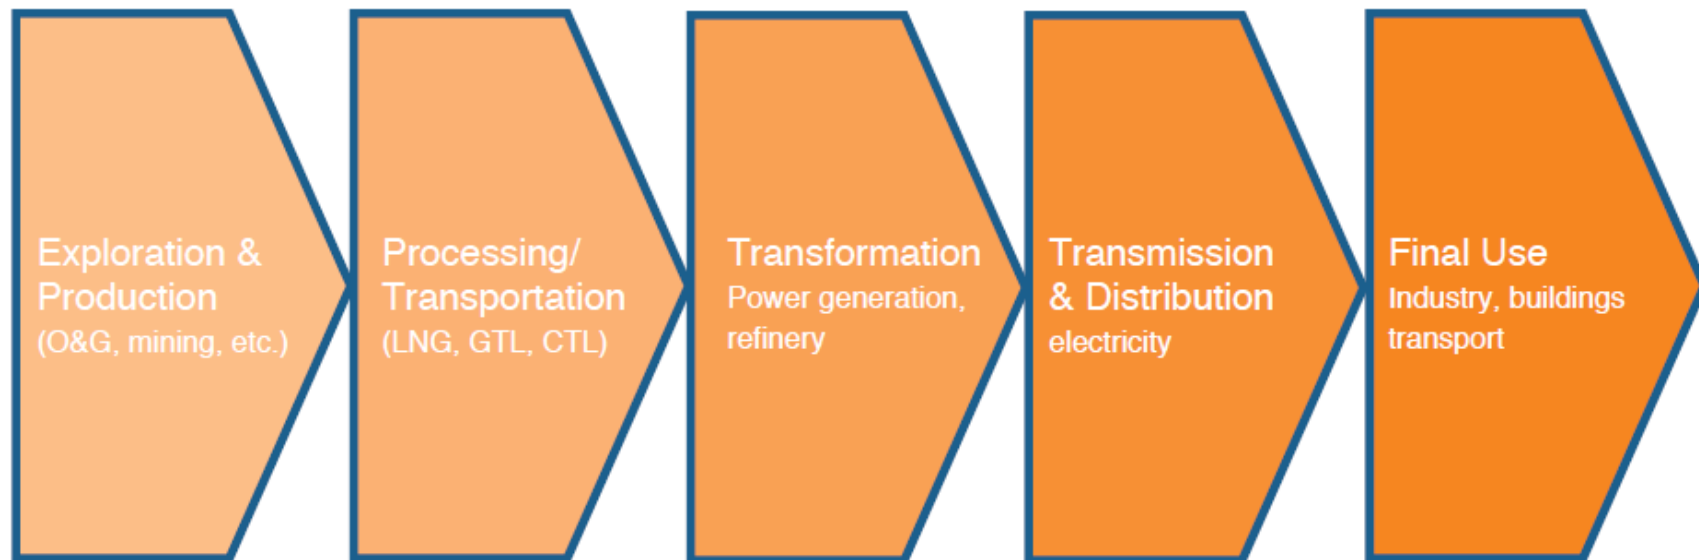 Exploration &
Production
(O&G, mining, etc.)
Processing/
Transportation
(LNG, GTL, CTL)
Transformation
Power generation,
refinery
Transmission
& Distribution
electricity
Final Use
Industry, buildings
transport